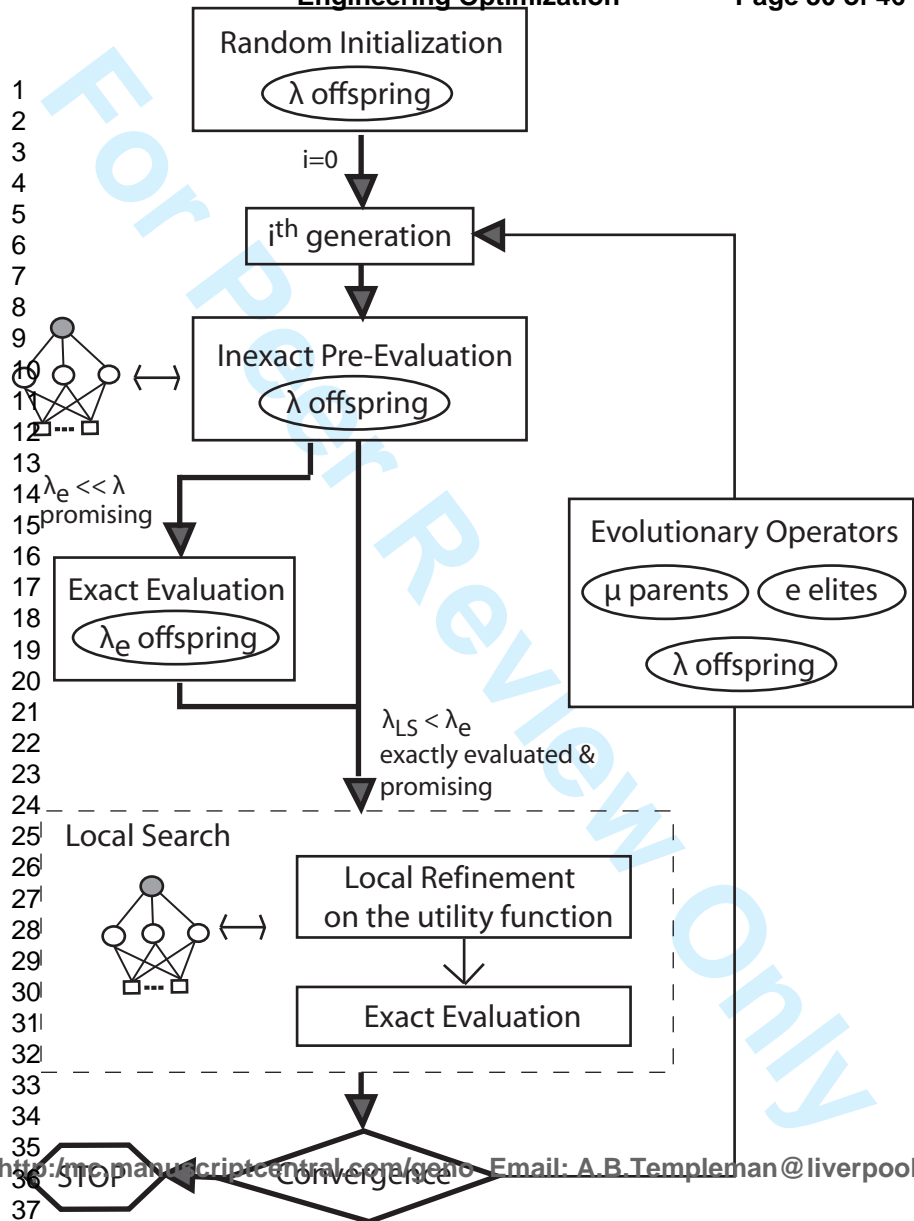 Engineering Optimization Page 30 of 46
Random Initialization
λ offspring
i=0
ith generation
Inexact Pre-Evaluation
λ offspring
λe << λ
promising
Exact Evaluation
λe offspring
Evolutionary Operators
μ parents
e elites
λ offspring
λLS < λe
exactly evaluated &
promising
Local Search
Local Refinement
on the utility function
Exact Evaluation
Convergence
STOP
http://mc.manuscriptcentral.com/geno Email: A.B.Templeman@liverpool
For Peer Review Only
1
2
3
4
5
6
7
8
9
10
11
12
13
14
15
16
17
18
19
20
21
22
23
24
25
26
27
28
29
30
31
32
33
34
35
36
37